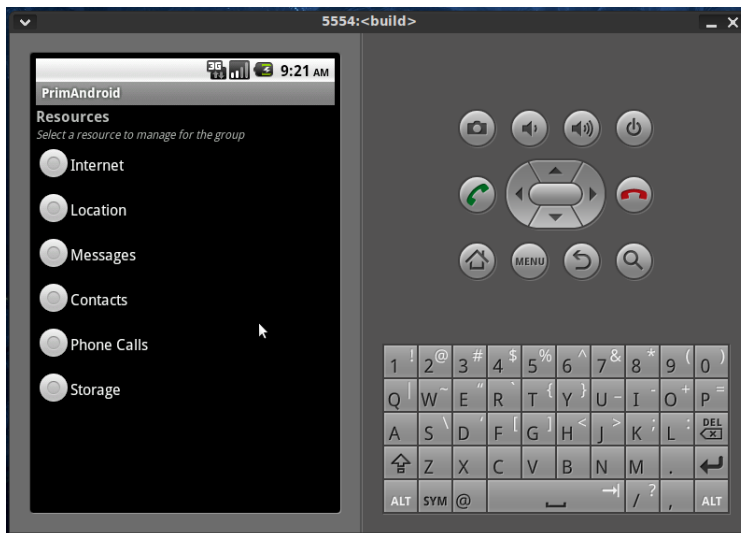 5554:<build>
3G 9:21 AM
PrimAndroid
Resources
Select a resource to manage for the group
Internet
Location
Messages
Contacts
Phone Calls
Storage
MENU
1 ! 2 @ 3 # 4 $ 5 % 6 ^ 7 & 8 * 9 ( 0 )
Q | W ~ E " R ` T { Y } U _ I - O + P =
A S \ D ' F [ G ] H < J > K ; L : DEL
Z X C V B N M .
ALT SYM @ / ? , ALT